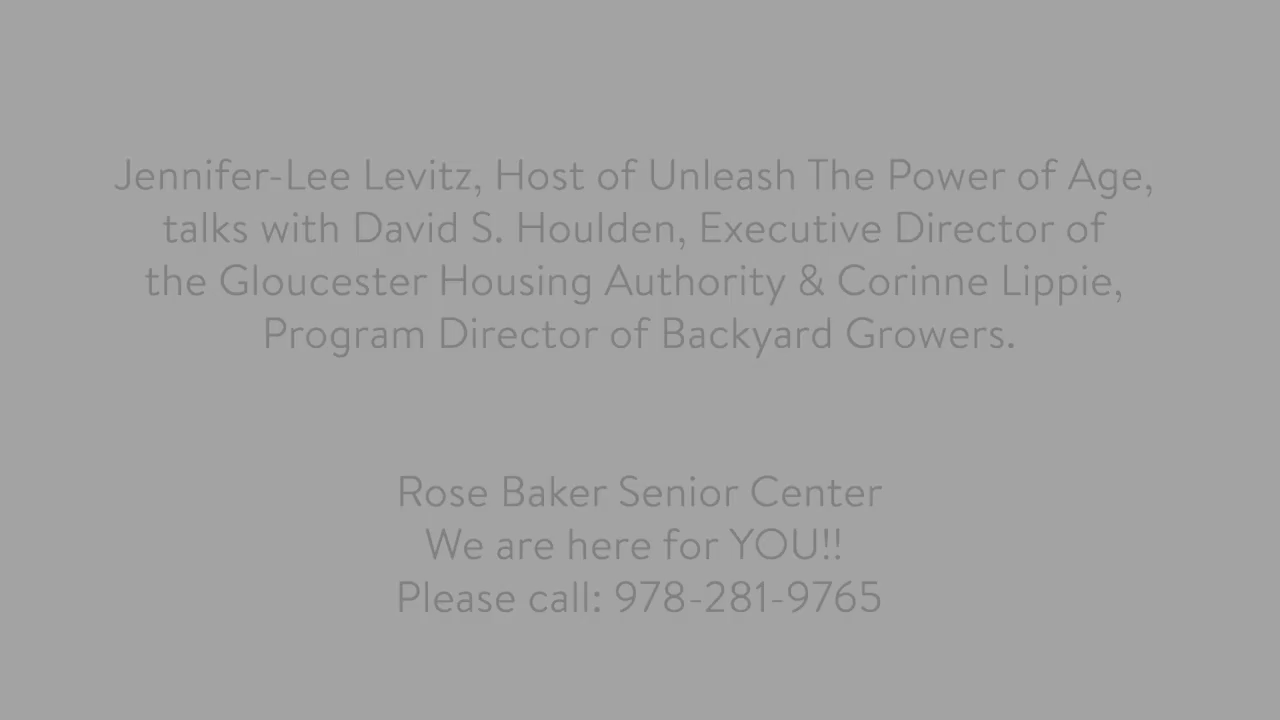 Jennifer-Lee Levitz, Host of Unleash The Power of Age,
talks with David S. Houlden, Executive Director of
the Gloucester Housing Authority & Corinne Lippie,
Program Director of Backyard Growers.
Rose Baker Senior Center
We are here for YOU!!
Please call: 978-281-9765